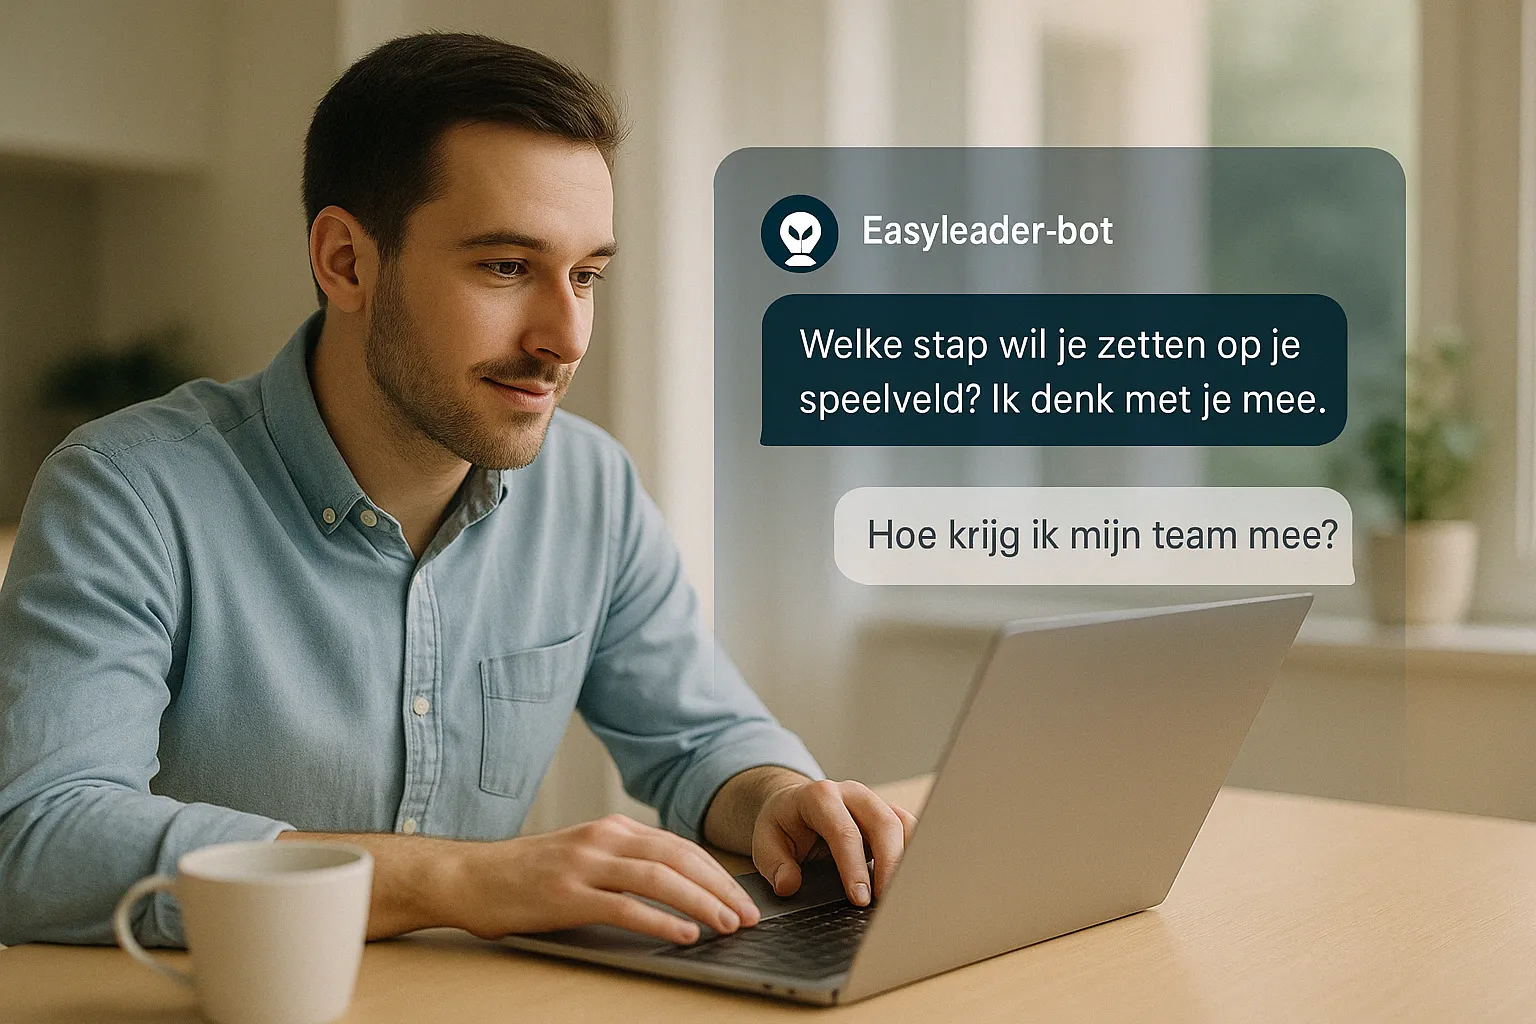 Easyleader-bot
Welke stap wil je zetten op je
speelveld? Ik denk met je mee.
Hoe krijg ik mijn team mee?